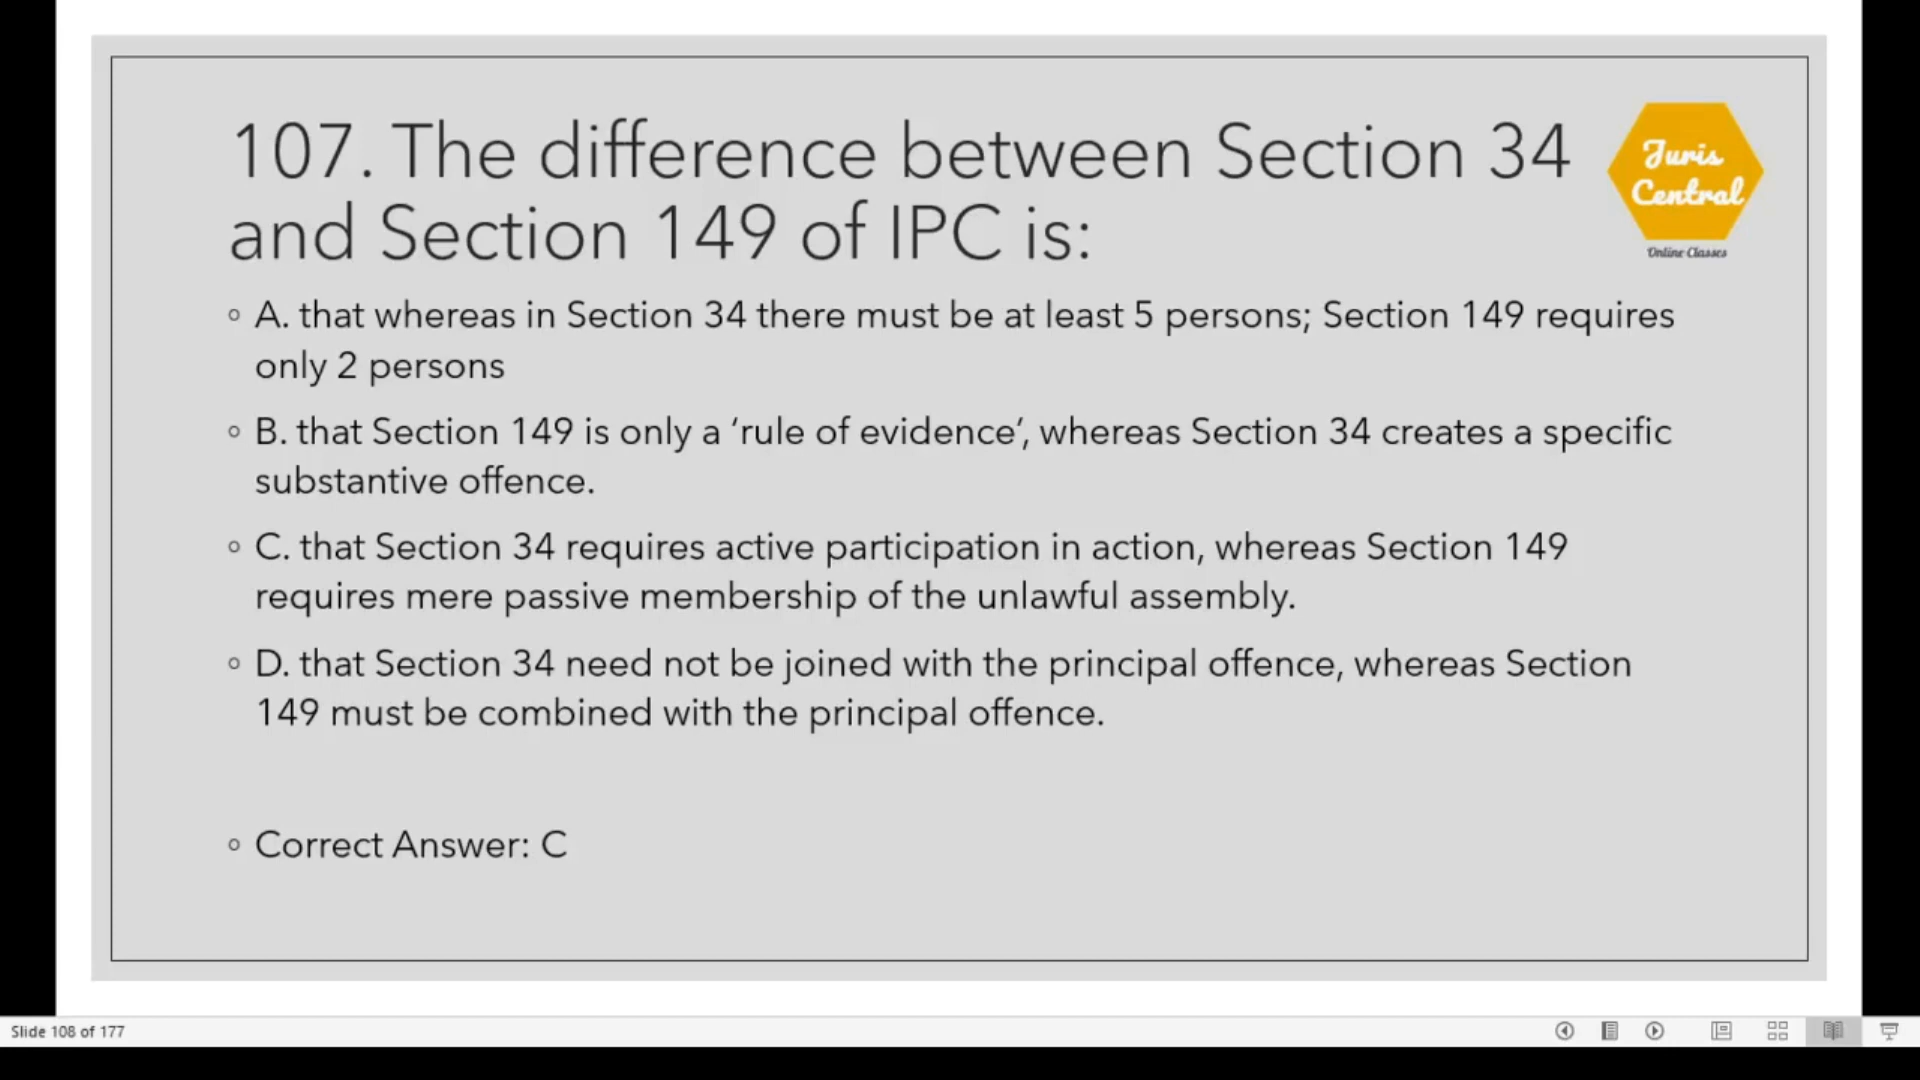 107. The difference between Section 34
and Section 149 of IPC is:
Juris
Central
Online Classes
A. that whereas in Section 34 there must be at least 5 persons; Section 149 requires
only 2 persons
B. that Section 149 is only a ‘rule of evidence’, whereas Section 34 creates a specific
substantive offence.
C. that Section 34 requires active participation in action, whereas Section 149
requires mere passive membership of the unlawful assembly.
D. that Section 34 need not be joined with the principal offence, whereas Section
149 must be combined with the principal offence.
Correct Answer: C
Slide 108 of 177